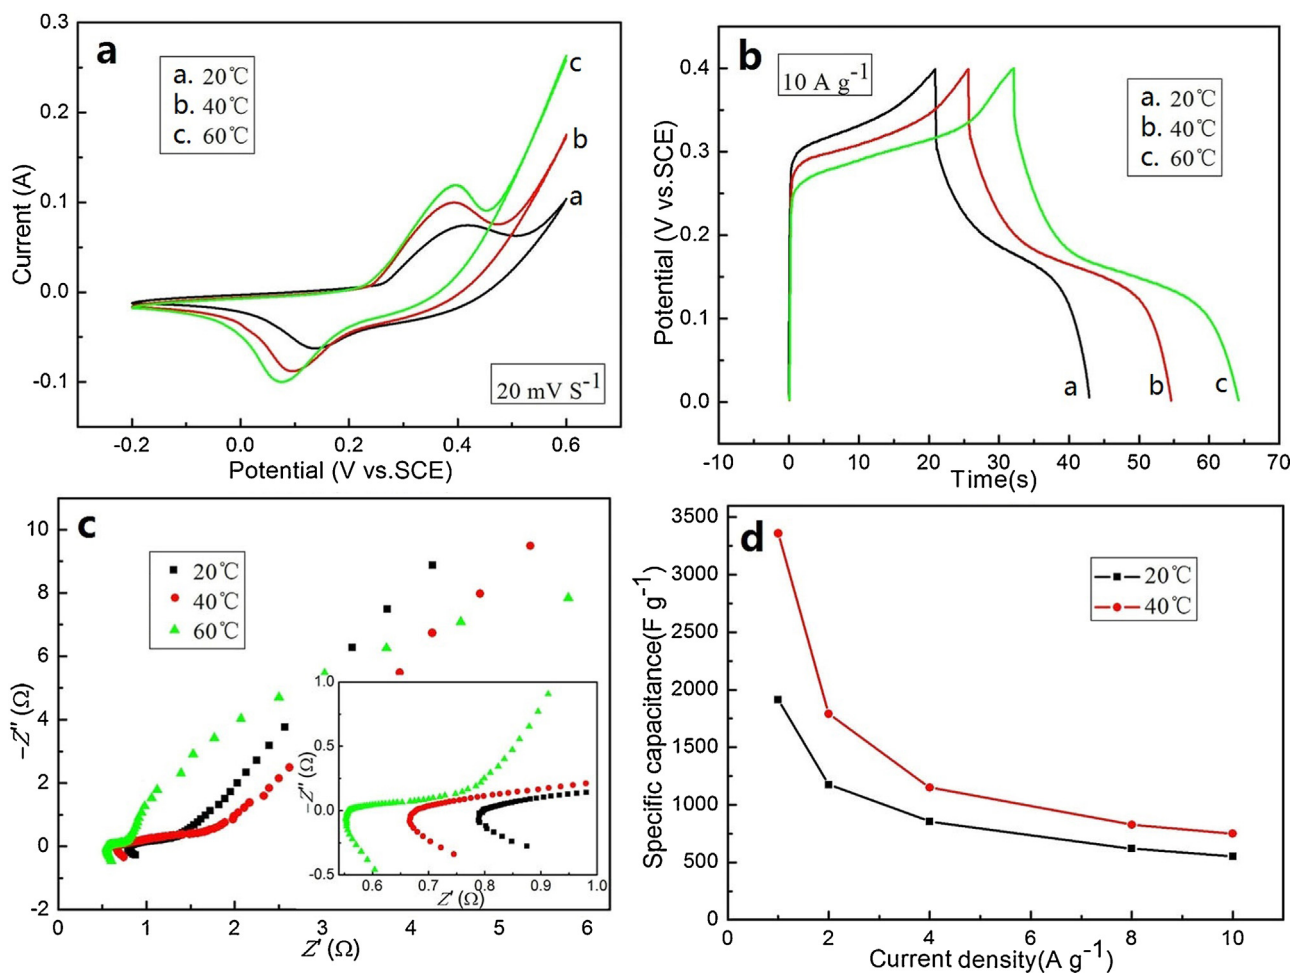 a
a. 20℃
b. 40℃
c. 60℃
c
b
a
20 mV S⁻¹
0.3
0.2
0.1
0.0
-0.1
Current (A)
-0.2
0.0
0.2
0.4
0.6
Potential (V vs.SCE)
b
10 A g⁻¹
a. 20℃
b. 40℃
c. 60℃
a
b
c
0.4
0.3
0.2
0.1
0.0
Potential (V vs.SCE)
-10
0
10
20
30
40
50
60
70
Time(s)
c
20℃
40℃
60℃
10
8
6
4
2
0
-2
-Z″ (Ω)
0
1
2
3
4
5
6
Z′ (Ω)
1.0
0.5
0.0
-0.5
Z″ (Ω)
0.6
0.7
0.8
0.9
1.0
Z′ (Ω)
d
20℃
40℃
3500
3000
2500
2000
1500
1000
500
0
Specific capacitance(F g⁻¹)
0
2
4
6
8
10
Current density(A g⁻¹)